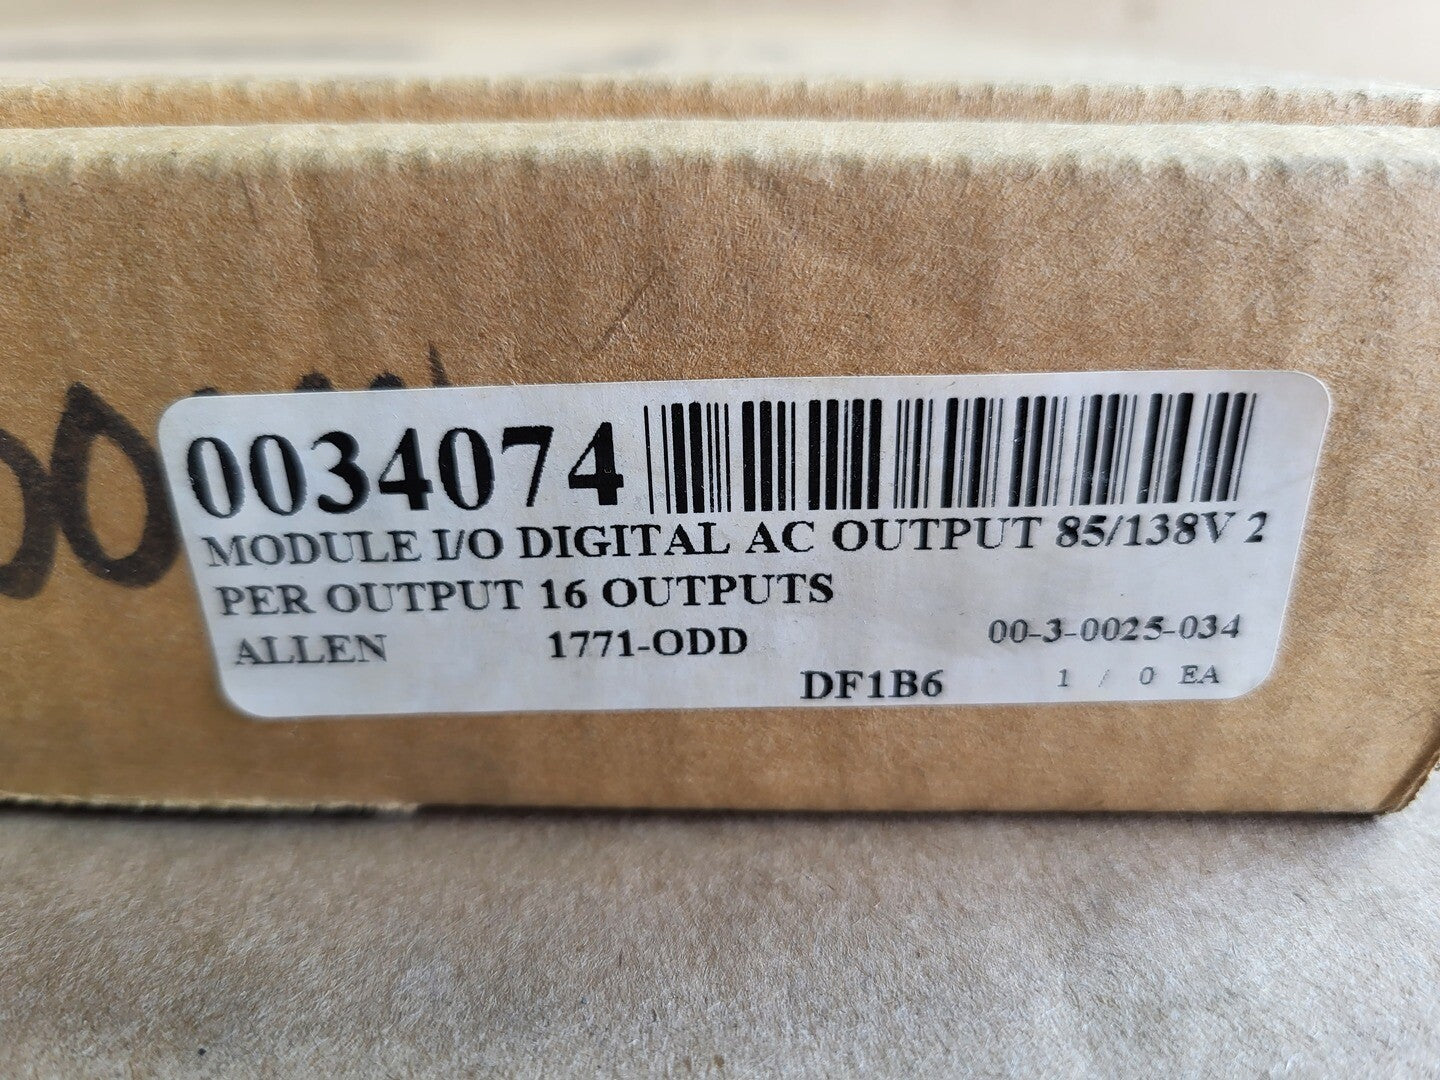 0034074
MODULE I/O DIGITAL AC OUTPUT 85/138V 2
PER OUTPUT 16 OUTPUTS
ALLEN 1771-ODD 00-3-0025-034
DF1B6 1 / 0 EA